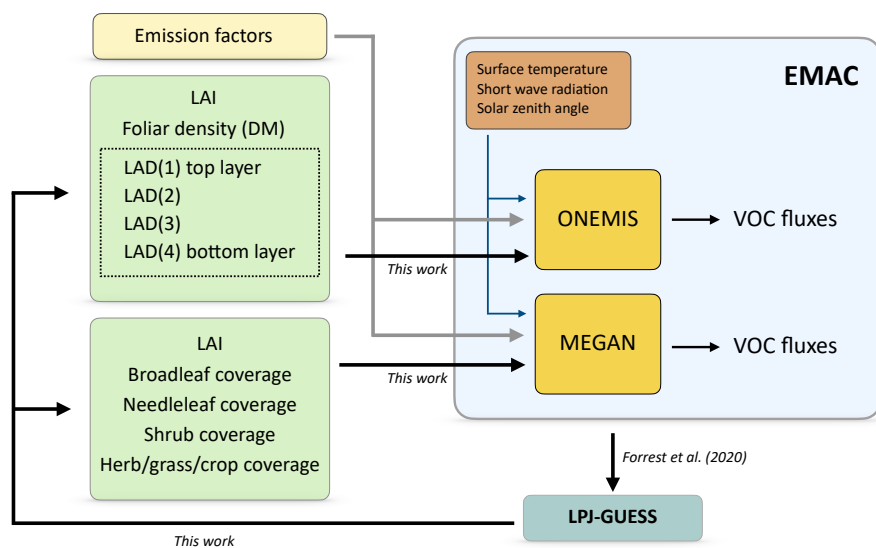 Emission factors
LAI
Foliar density (DM)
LAD(1) top layer
LAD(2)
LAD(3)
LAD(4) bottom layer
LAI
Broadleaf coverage
Needleleaf coverage
Shrub coverage
Herb/grass/crop coverage
This work
This work
This work
EMAC
Surface temperature
Short wave radiation
Solar zenith angle
ONEMIS
VOC fluxes
MEGAN
VOC fluxes
Forrest et al. (2020)
LPJ-GUESS